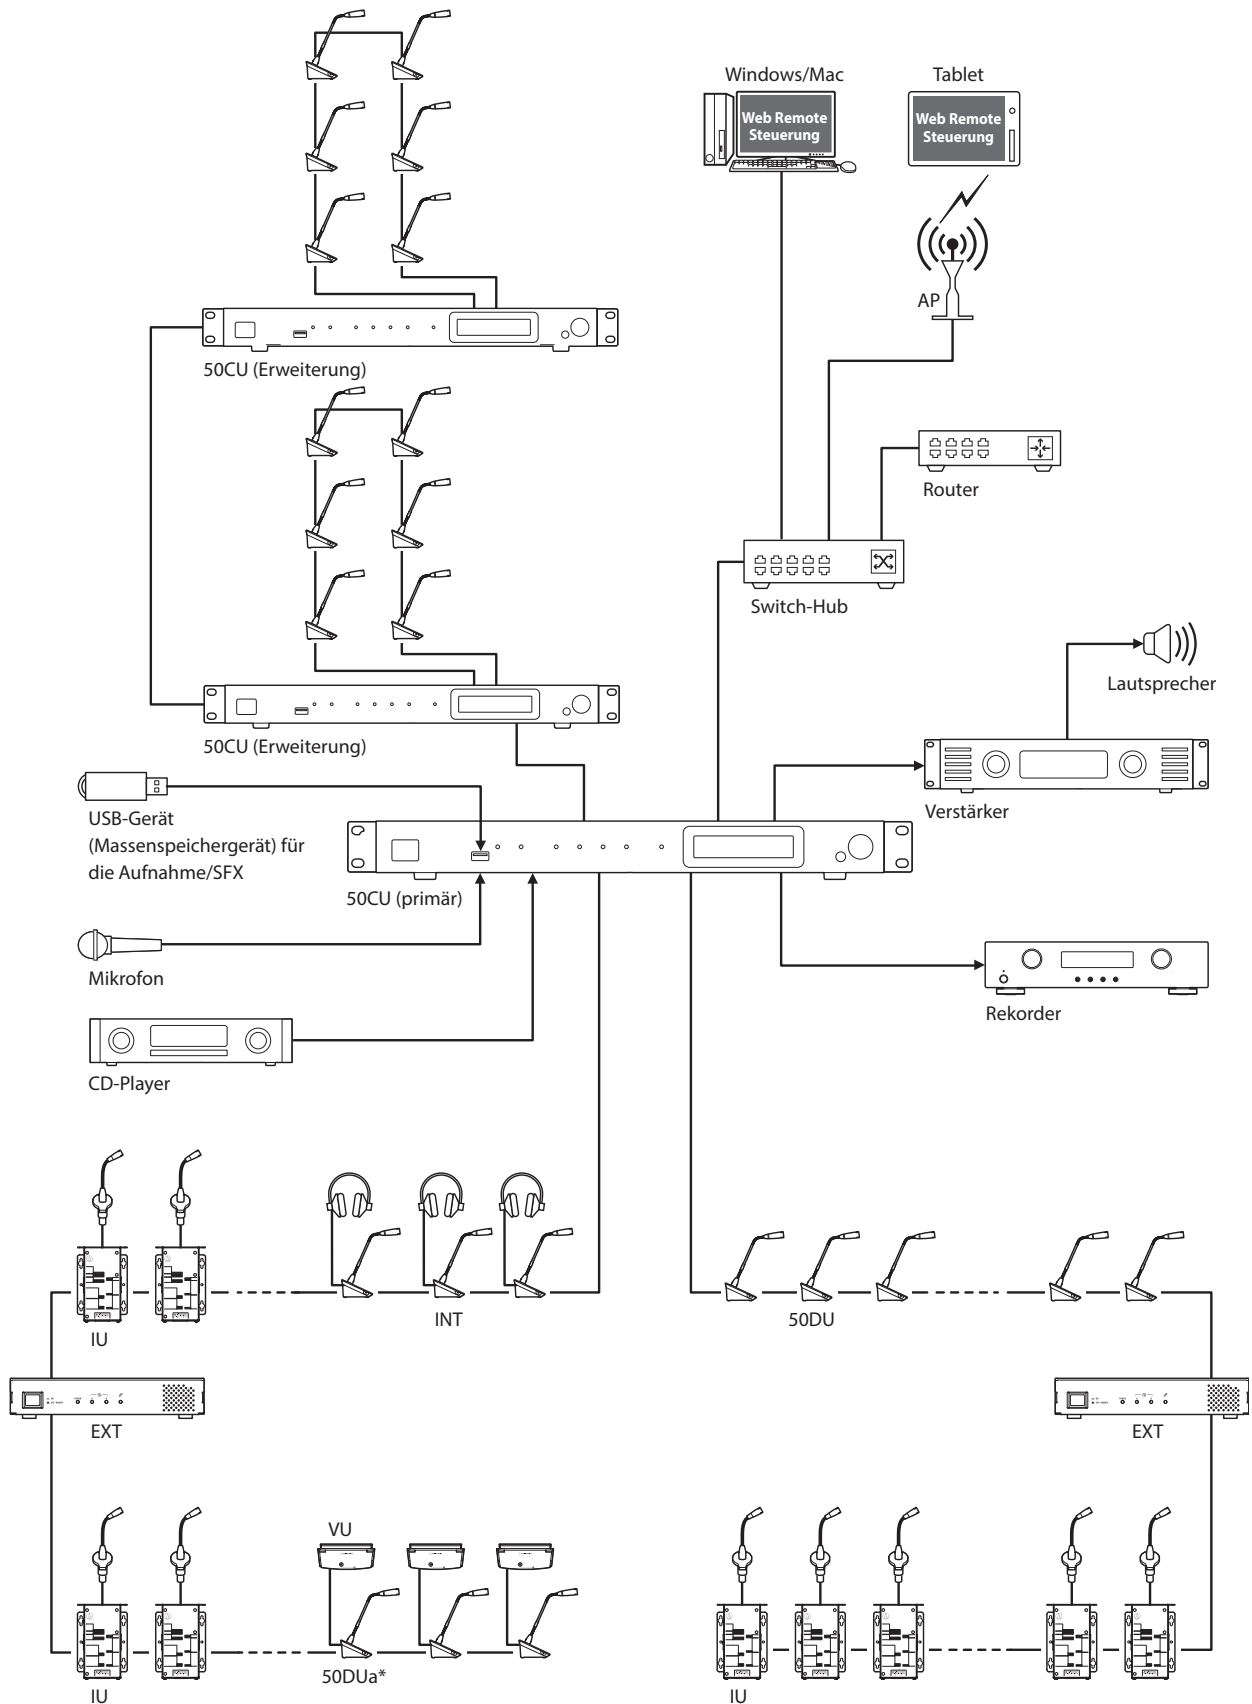 Windows/Mac
Tablet
Web Remote
Steuerung
Web Remote
Steuerung
AP
50CU (Erweiterung)
Router
Switch-Hub
Lautsprecher
50CU (Erweiterung)
USB-Gerät
(Massenspeichergerät) für
die Aufnahme/SFX
Verstärker
50CU (primär)
Mikrofon
Rekorder
CD-Player
IU
INT
50DU
EXT
EXT
VU
50DUa*
IU
IU